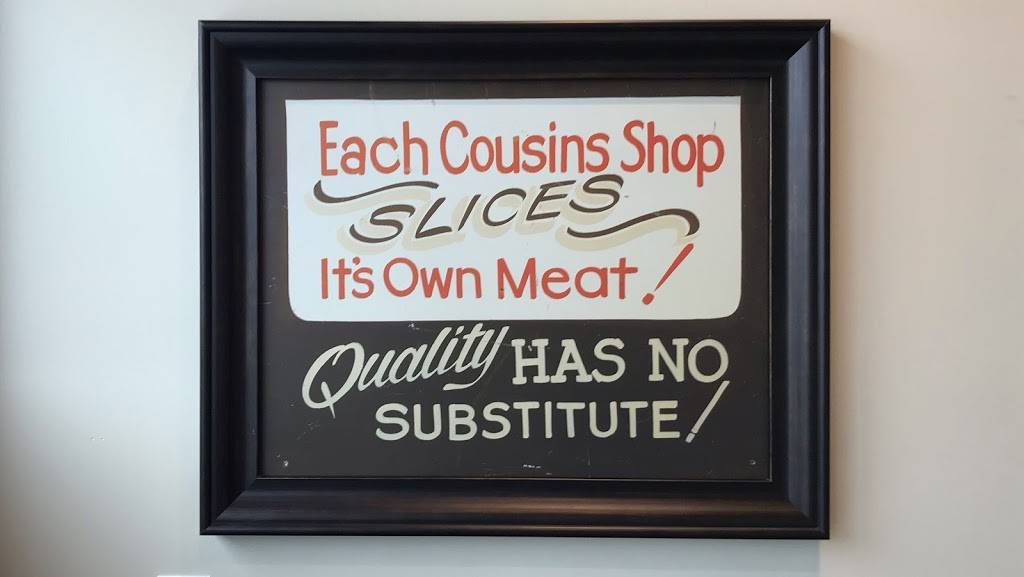 Each Cousins Shop
SLICES
It's Own Meat!
Quality HAS NO
SUBSTITUTE!